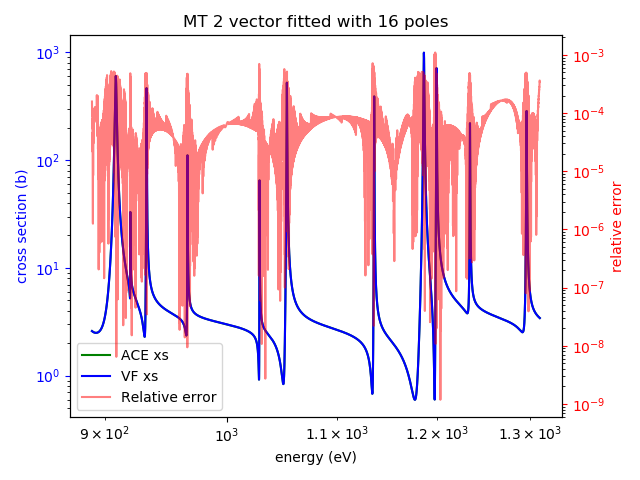 MT 2 vector fitted with 16 poles
10³
10²
10¹
10⁰
cross section (b)
10⁻³
10⁻⁴
10⁻⁵
10⁻⁶
10⁻⁷
10⁻⁸
10⁻⁹
relative error
ACE xs
VF xs
Relative error
9 × 10²
10³
1.1 × 10³
1.2 × 10³
1.3 × 10³
energy (eV)